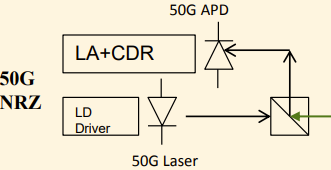 50G APD
LA+CDR
50G
NRZ
LD
Driver
50G Laser